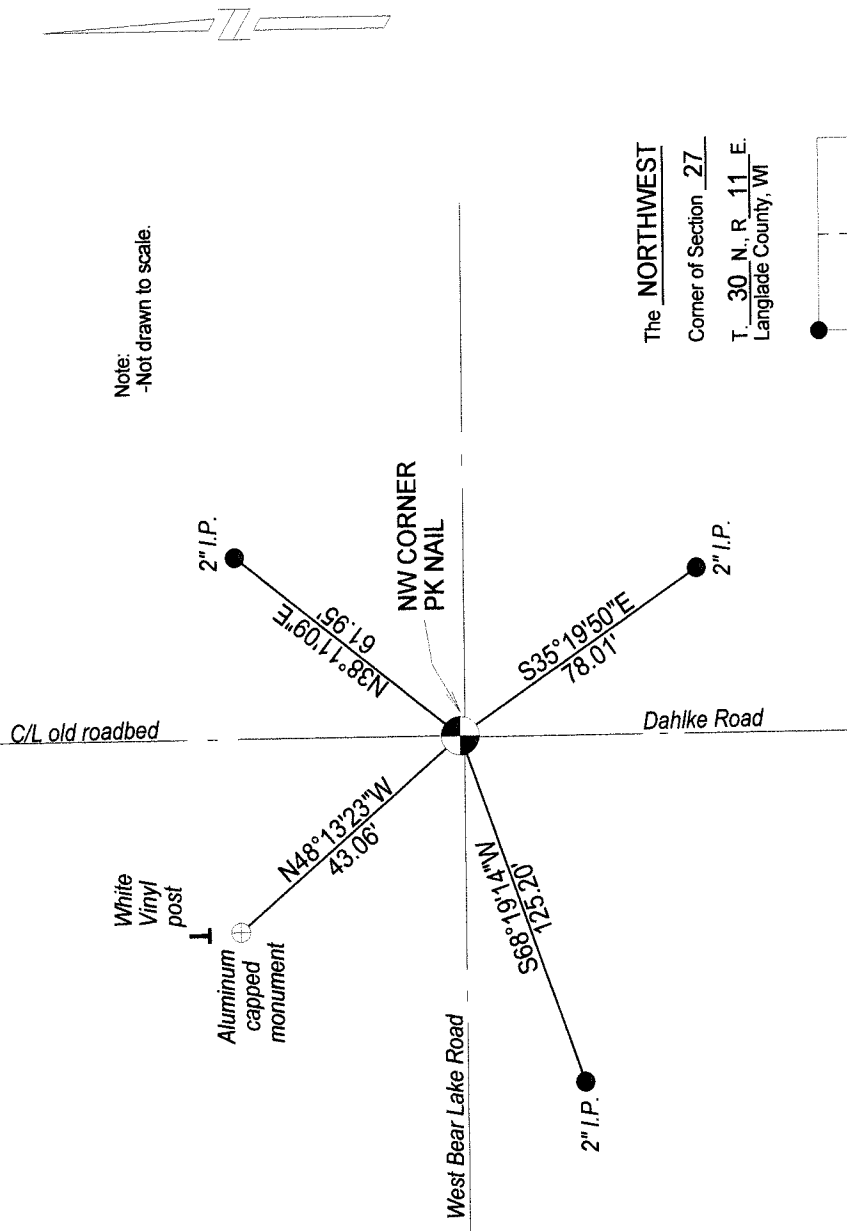 Note:
-Not drawn to scale.
2" I.P.
N38°11'09"E
61.95'
NW CORNER
PK NAIL
S35°19'50"E
78.01'
2" I.P.
C/L old roadbed
Dahlke Road
White
Vinyl
post
Aluminum
capped
monument
N48°13'23"W
43.06'
S68°19'14"W
125.20'
2" I.P.
West Bear Lake Road
The NORTHWEST
Corner of Section 27
T. 30 N., R 11 E.
Langlade County, WI